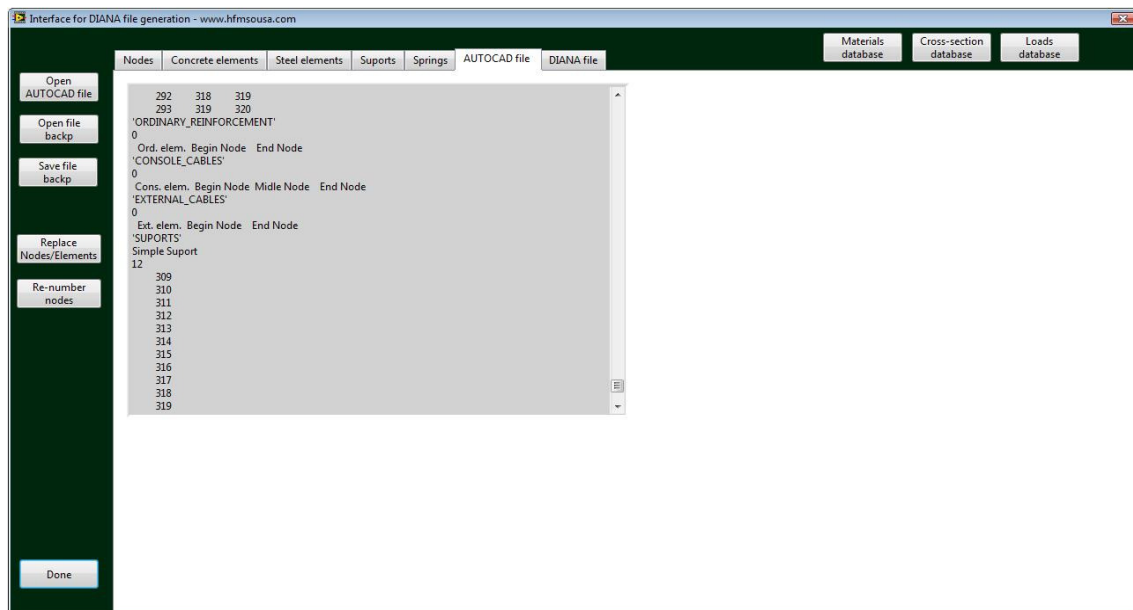 Interface for DIANA file generation - www.hfmsousa.com
Materials database
Cross-section database
Loads database
Nodes Concrete elements Steel elements Suports Springs AUTOCAD file DIANA file
Open AUTOCAD file
Open file backp
Save file backp
Replace Nodes/Elements
Re-number nodes
Done
292 318 319
293 319 320
'ORDINARY_REINFORCEMENT'
0
Ord. elem. Begin Node End Node
'CONSOLE_CABLES'
0
Cons. elem. Begin Node Midle Node End Node
'EXTERNAL_CABLES'
0
Ext. elem. Begin Node End Node
'SUPORTS'
Simple Suport
12
309
310
311
312
313
314
315
316
317
318
319